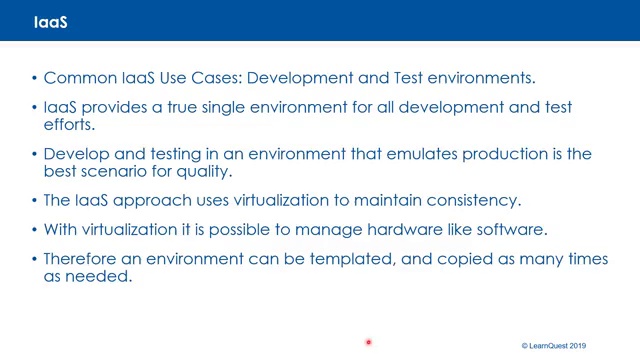 IaaS
• Common IaaS Use Cases: Development and Test environments.
• IaaS provides a true single environment for all development and test
efforts.
• Develop and testing in an environment that emulates production is the
best scenario for quality.
• The IaaS approach uses virtualization to maintain consistency.
• With virtualization it is possible to manage hardware like software.
• Therefore an environment can be templated, and copied as many times
as needed.
© LearnQuest 2019